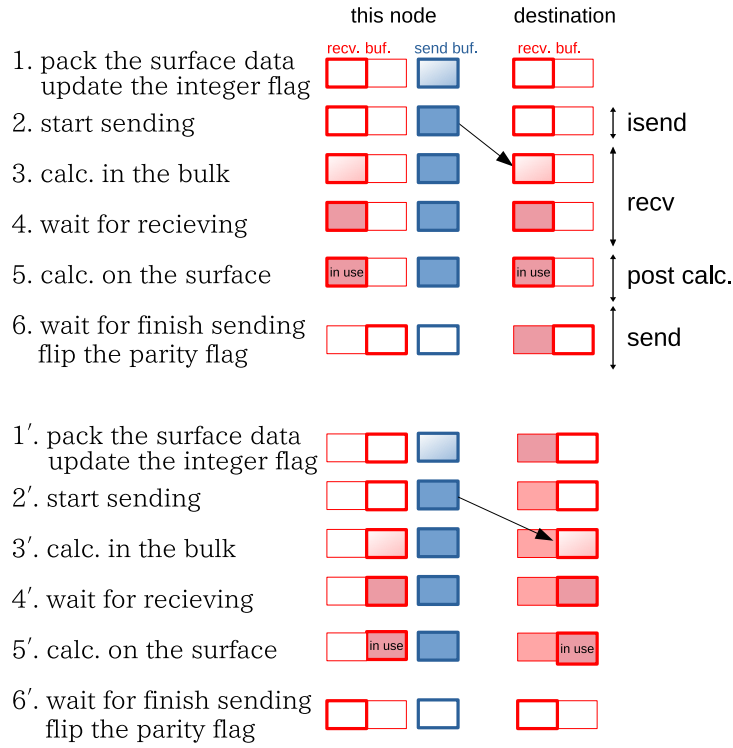 this node destination
recv. buf. send buf. recv. buf.
1. pack the surface data
update the integer flag
2. start sending
isend
3. calc. in the bulk
recv
4. wait for recieving
5. calc. on the surface
in use in use
post calc.
6. wait for finish sending
flip the parity flag
send
1′. pack the surface data
update the integer flag
2′. start sending
3′. calc. in the bulk
4′. wait for recieving
5′. calc. on the surface
in use in use
6′. wait for finish sending
flip the parity flag